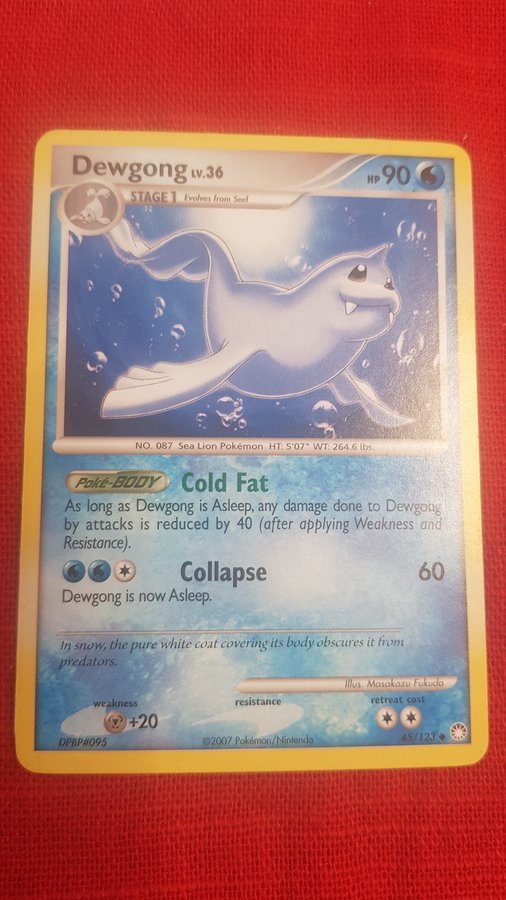 Dewgong LV.36 HP 90
STAGE 1 Evolves from Seel
NO. 087 Sea Lion Pokémon HT: 5'07" WT: 264.6 lbs.
Poké-BODY Cold Fat
As long as Dewgong is Asleep, any damage done to Dewgong
by attacks is reduced by 40 (after applying Weakness and
Resistance).
Collapse 60
Dewgong is now Asleep.
In snow, the pure white coat covering its body obscures it from
predators.
Illus. Masakazu Fukuda
weakness resistance retreat cost
+20
DPBP#095 ©2007 Pokémon/Nintendo 45/123